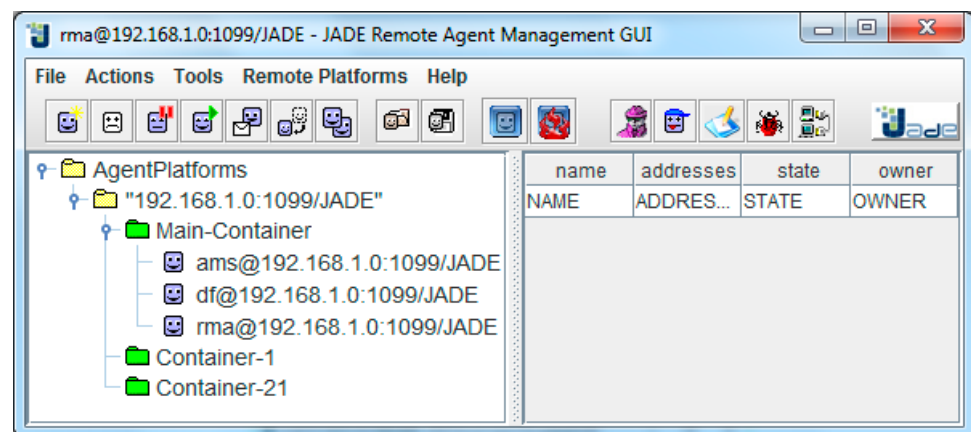 rma@192.168.1.0:1099/JADE - JADE Remote Agent Management GUI
File Actions Tools Remote Platforms Help
Jade
AgentPlatforms
"192.168.1.0:1099/JADE"
Main-Container
ams@192.168.1.0:1099/JADE
df@192.168.1.0:1099/JADE
rma@192.168.1.0:1099/JADE
Container-1
Container-21
name addresses state owner
NAME ADDRES... STATE OWNER